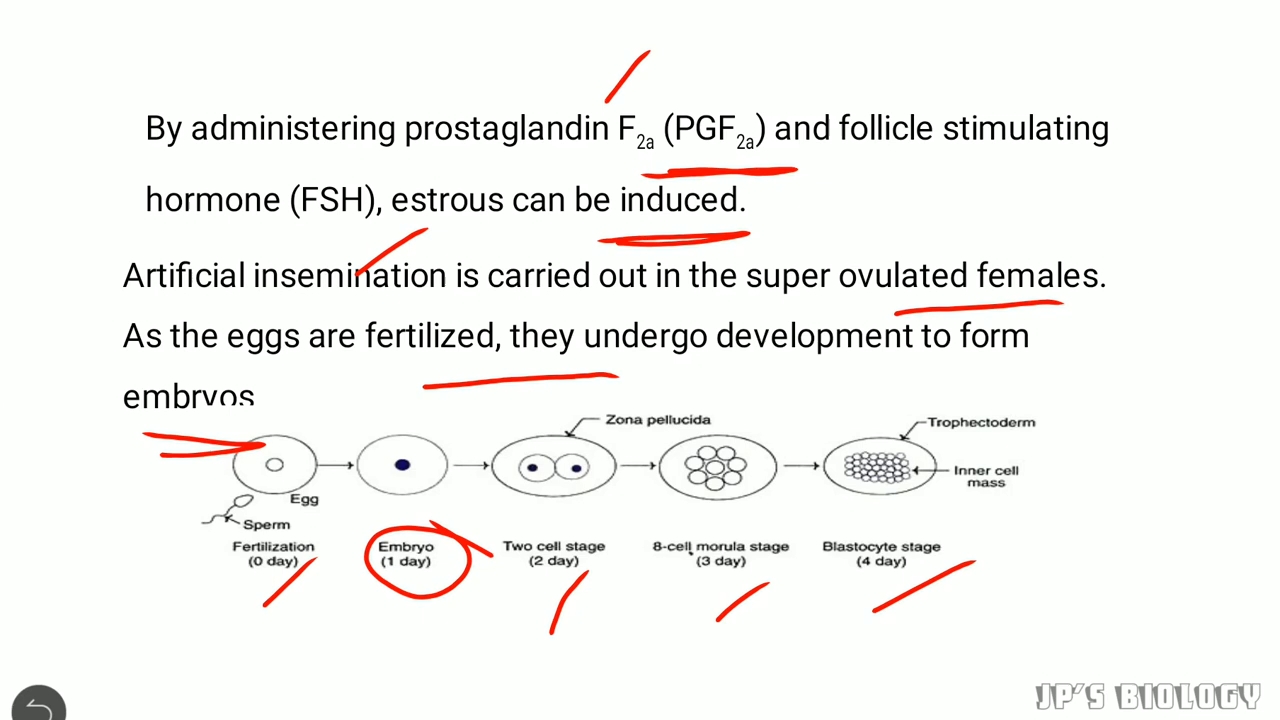 By administering prostaglandin F2a (PGF2a) and follicle stimulating
hormone (FSH), estrous can be induced.
Artificial insemination is carried out in the super ovulated females.
As the eggs are fertilized, they undergo development to form
embryos
Zona pellucida
Trophectoderm
Inner cell
mass
Egg
Sperm
Fertilization
(0 day)
Embryo
(1 day)
Two cell stage
(2 day)
8-cell morula stage
(3 day)
Blastocyte stage
(4 day)
JP'S BIOLOGY